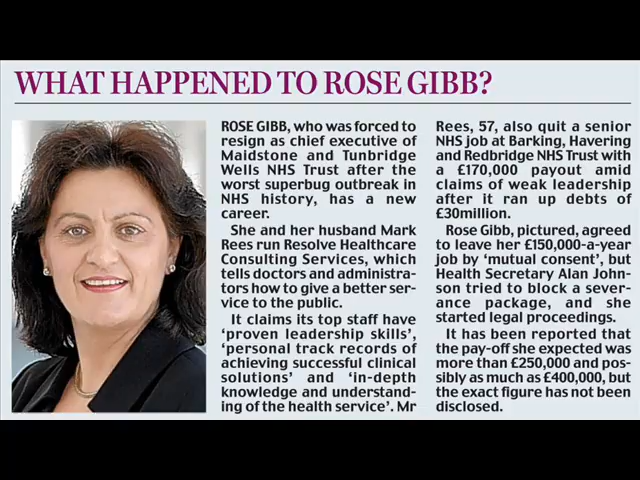 WHAT HAPPENED TO ROSE GIBB?
ROSE GIBB, who was forced to
resign as chief executive of
Maidstone and Tunbridge
Wells NHS Trust after the
worst superbug outbreak in
NHS history, has a new
career.
She and her husband Mark
Rees run Resolve Healthcare
Consulting Services, which
tells doctors and administra-
tors how to give a better ser-
vice to the public.
It claims its top staff have
‘proven leadership skills’,
‘personal track records of
achieving successful clinical
solutions’ and ‘in-depth
knowledge and understand-
ing of the health service’. Mr
Rees, 57, also quit a senior
NHS job at Barking, Havering
and Redbridge NHS Trust with
a £170,000 payout amid
claims of weak leadership
after it ran up debts of
£30million.
Rose Gibb, pictured, agreed
to leave her £150,000-a-year
job by ‘mutual consent’, but
Health Secretary Alan John-
son tried to block a sever-
ance package, and she
started legal proceedings.
It has been reported that
the pay-off she expected was
more than £250,000 and pos-
sibly as much as £400,000, but
the exact figure has not been
disclosed.